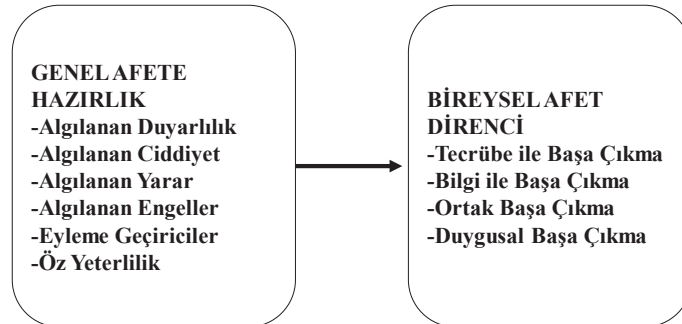 GENEL AFETE
HAZIRLIK
-Algılanan Duyarlılık
-Algılanan Ciddiyet
-Algılanan Yarar
-Algılanan Engeller
-Eyleme Geçiriciler
-Öz Yeterlilik
BİREYSEL AFET
DİRENCİ
-Tecrübe ile Başa Çıkma
-Bilgi ile Başa Çıkma
-Ortak Başa Çıkma
-Duygusal Başa Çıkma